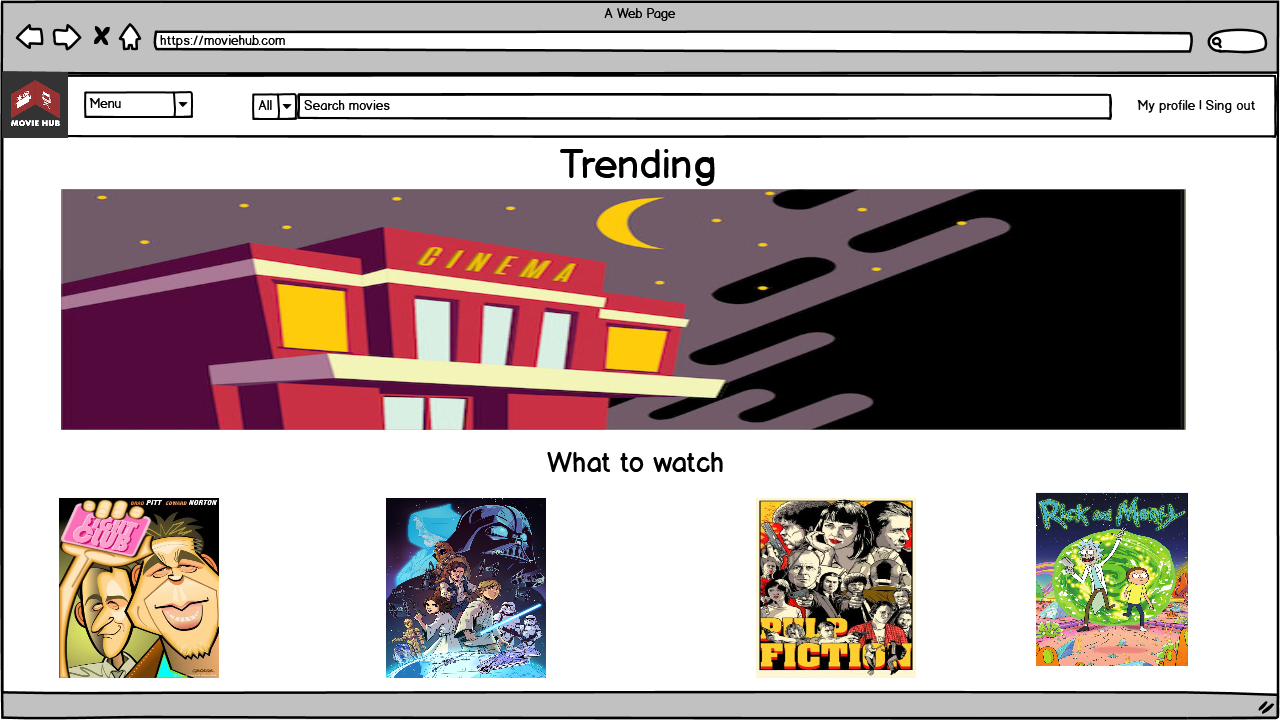 A Web Page
https://moviehub.com
MOVIE HUB
Menu
All
Search movies
My profile | Sing out
Trending
CINEMA
What to watch
BRAD PITT EDWARD NORTON
FIGHT
CLUB
PULP
FICTION
Rick and Morty